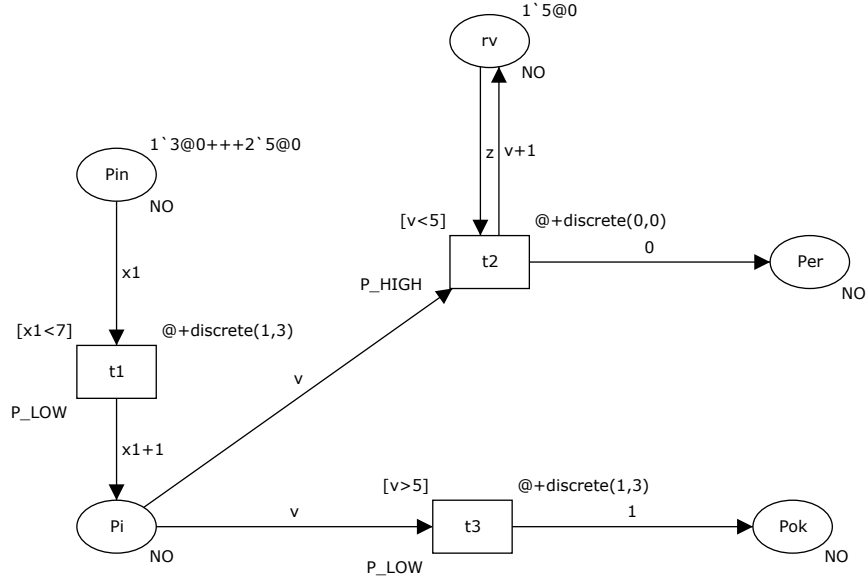 1`5@0
rv
NO
1`3@0+++2`5@0
Pin
NO
z
v+1
[v<5]
@+discrete(0,0)
t2
0
Per
P_HIGH
NO
x1
[x1<7]
@+discrete(1,3)
t1
P_LOW
v
x1+1
[v>5]
@+discrete(1,3)
Pi
v
t3
1
Pok
NO
P_LOW
NO